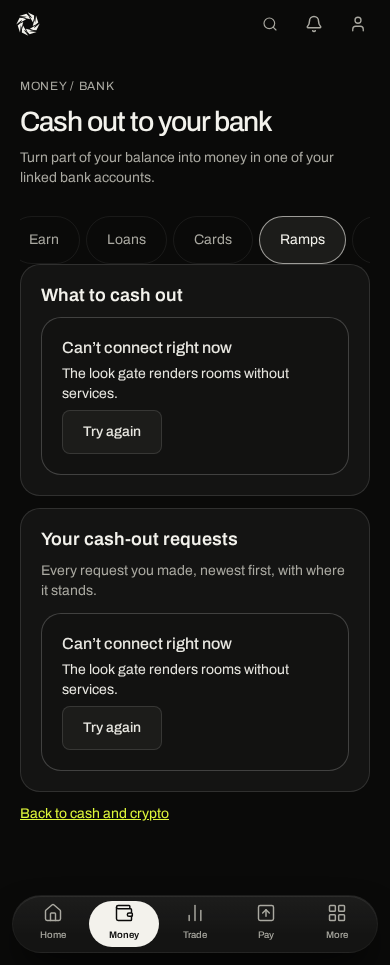 MONEY / BANK
Cash out to your bank
Turn part of your balance into money in one of your
linked bank accounts.
Earn Loans Cards Ramps
What to cash out
Can’t connect right now
The look gate renders rooms without
services.
Try again
Your cash-out requests
Every request you made, newest first, with where
it stands.
Can’t connect right now
The look gate renders rooms without
services.
Try again
Back to cash and crypto
Home Money Trade Pay More